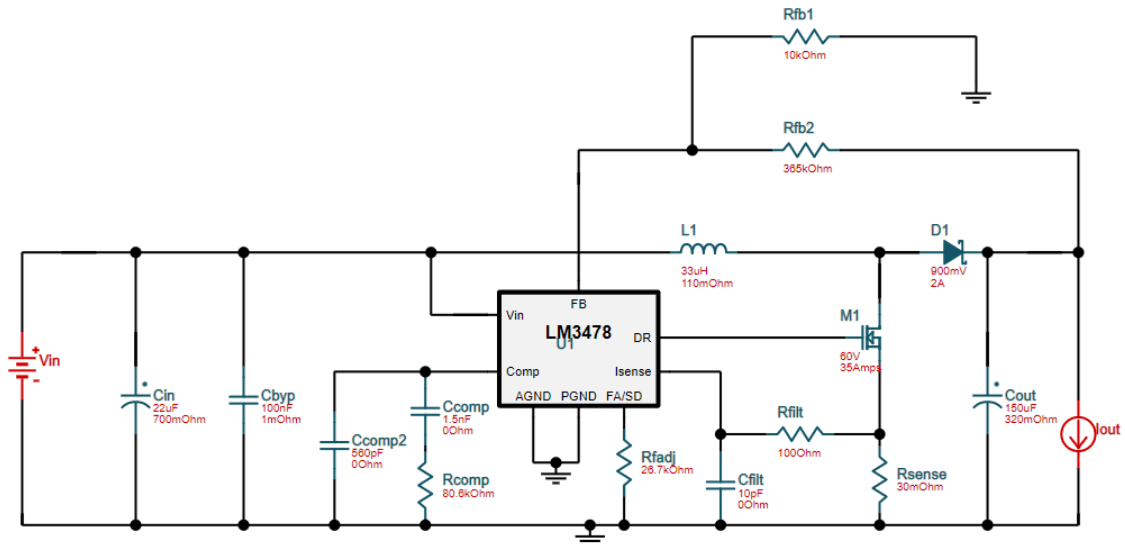 Rfb1
10kOhm
Rfb2
365kOhm
L1
33uH
110mOhm
D1
900mV
2A
FB
Vin
LM3478
U1
DR
M1
60V
35Amps
Vin
Comp
Isense
AGND
PGND
FA/SD
Cin
22uF
700mOhm
Cbyp
100nF
1mOhm
Ccomp
1.5nF
0Ohm
Ccomp2
560pF
0Ohm
Rcomp
80.6kOhm
Rfadj
26.7kOhm
Rfilt
100Ohm
Cfilt
10pF
0Ohm
Rsense
30mOhm
Cout
150uF
320mOhm
Iout